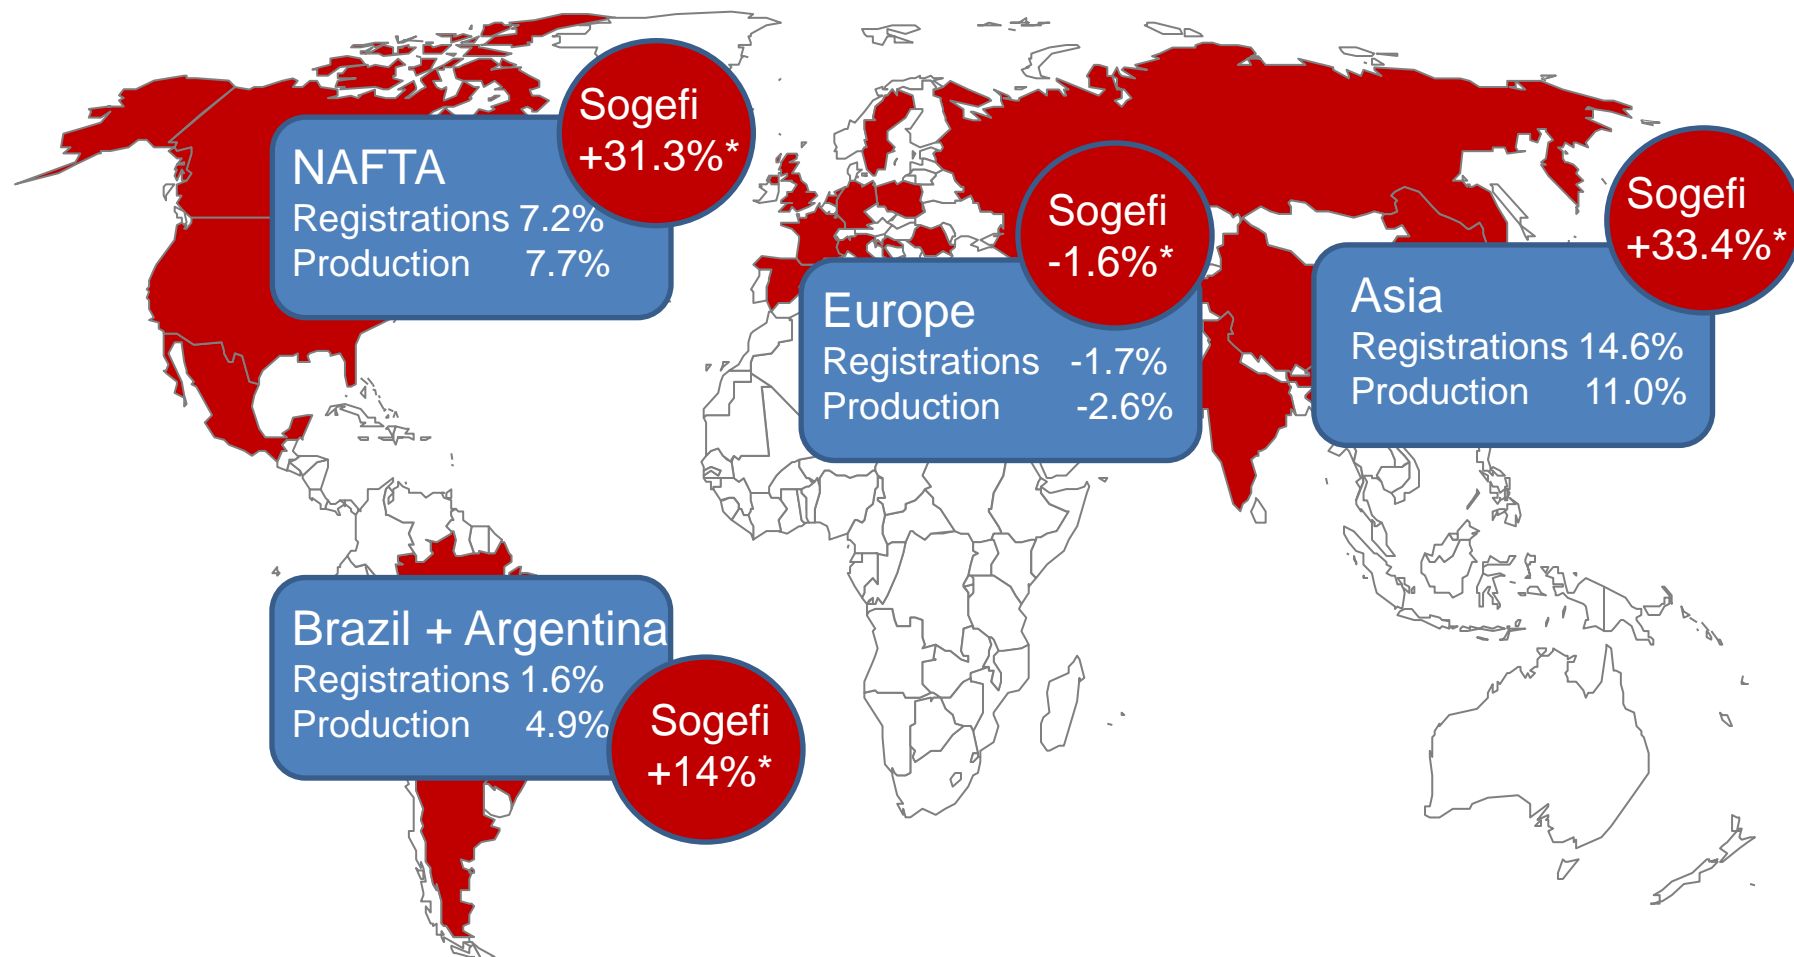 Sogefi
+31.3%*
NAFTA
Registrations 7.2%
Production 7.7%
Sogefi
-1.6%*
Europe
Registrations -1.7%
Production -2.6%
Sogefi
+33.4%*
Asia
Registrations 14.6%
Production 11.0%
Brazil + Argentina
Registrations 1.6%
Production 4.9%
Sogefi
+14%*